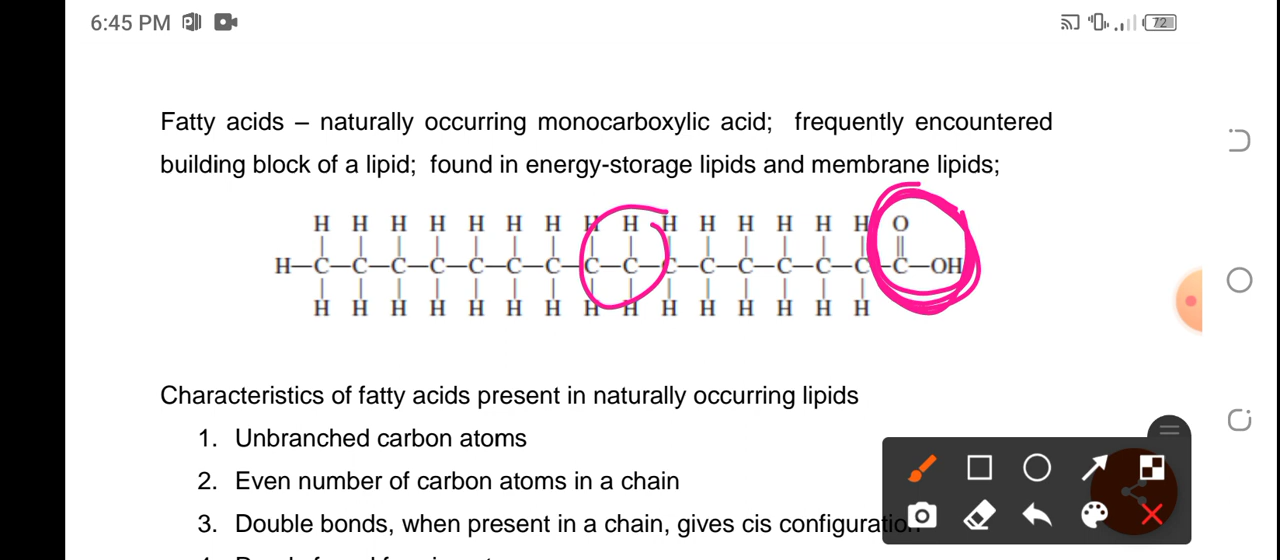 6:45 PM
72
Fatty acids – naturally occurring monocarboxylic acid; frequently encountered
building block of a lipid; found in energy-storage lipids and membrane lipids;
H H H H H H H H H H H H H H H O
H–C–C–C–C–C–C–C–C–C–C–C–C–C–C–C–C–OH
H H H H H H H H H H H H H H H
Characteristics of fatty acids present in naturally occurring lipids
1. Unbranched carbon atoms
2. Even number of carbon atoms in a chain
3. Double bonds, when present in a chain, gives cis configuration